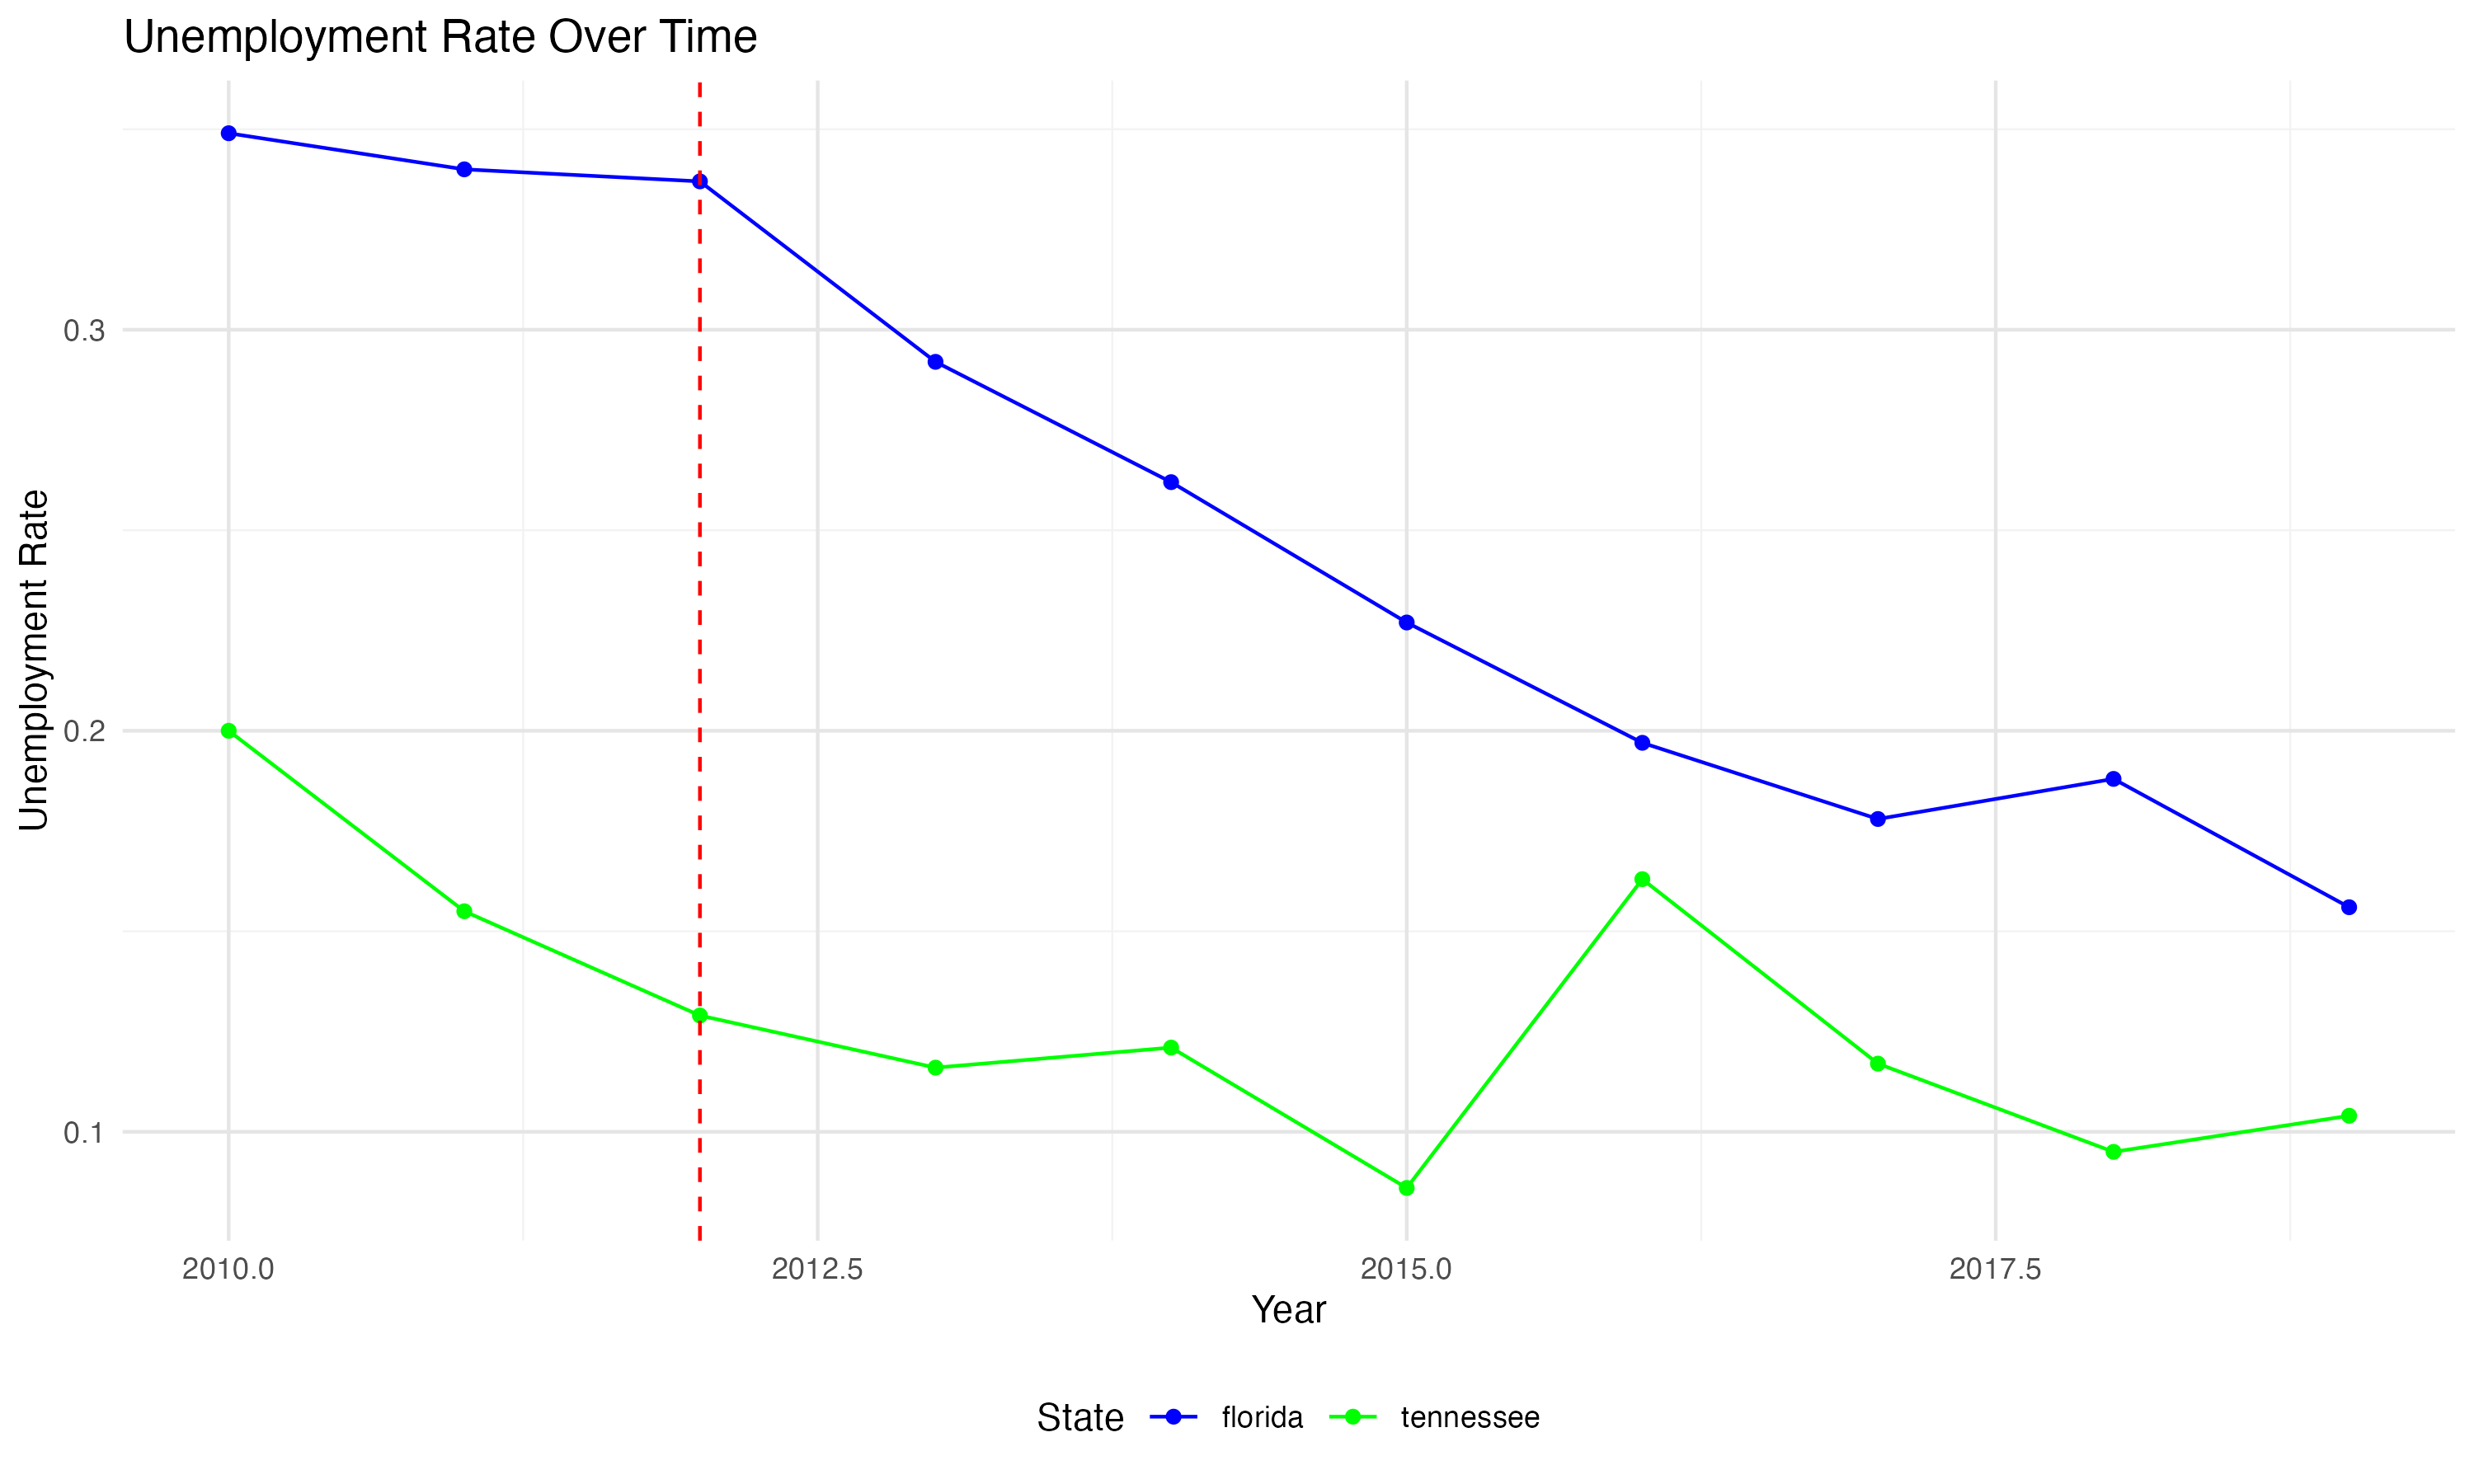 Unemployment Rate Over Time
Unemployment Rate
0.3
0.2
0.1
2010.0 2012.5 2015.0 2017.5
Year
State florida tennessee